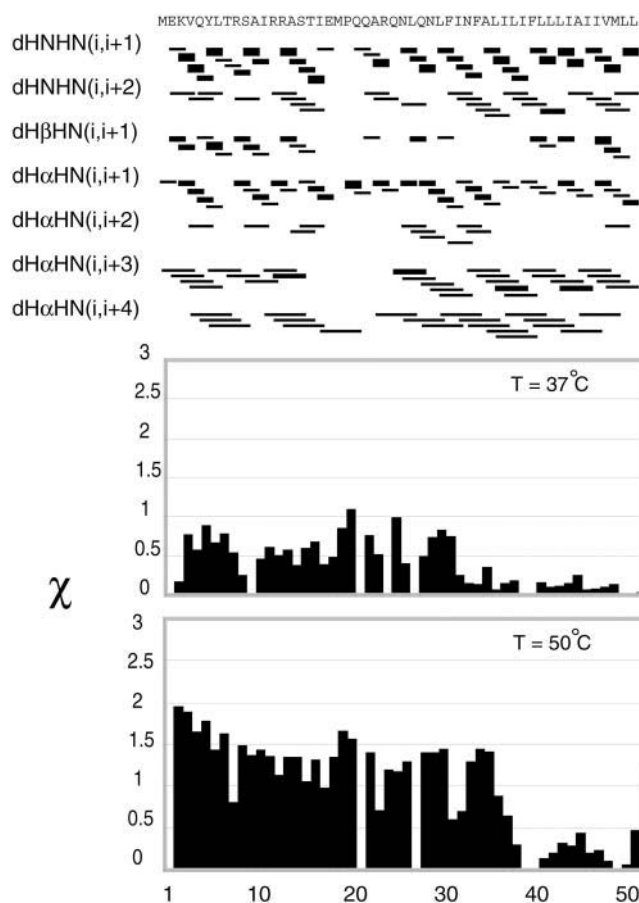 MEKVQYLTRSAIRRASTIEMPQQARQNLQNLFINFALILIFLLLIAIIVMLL
dHNHN(i,i+1)
dHNHN(i,i+2)
dHβHN(i,i+1)
dHαHN(i,i+1)
dHαHN(i,i+2)
dHαHN(i,i+3)
dHαHN(i,i+4)
3
T = 37°C
2.5
2
1.5
1
0.5
0
χ
3
T = 50°C
2.5
2
1.5
1
0.5
0
1 10 20 30 40 50